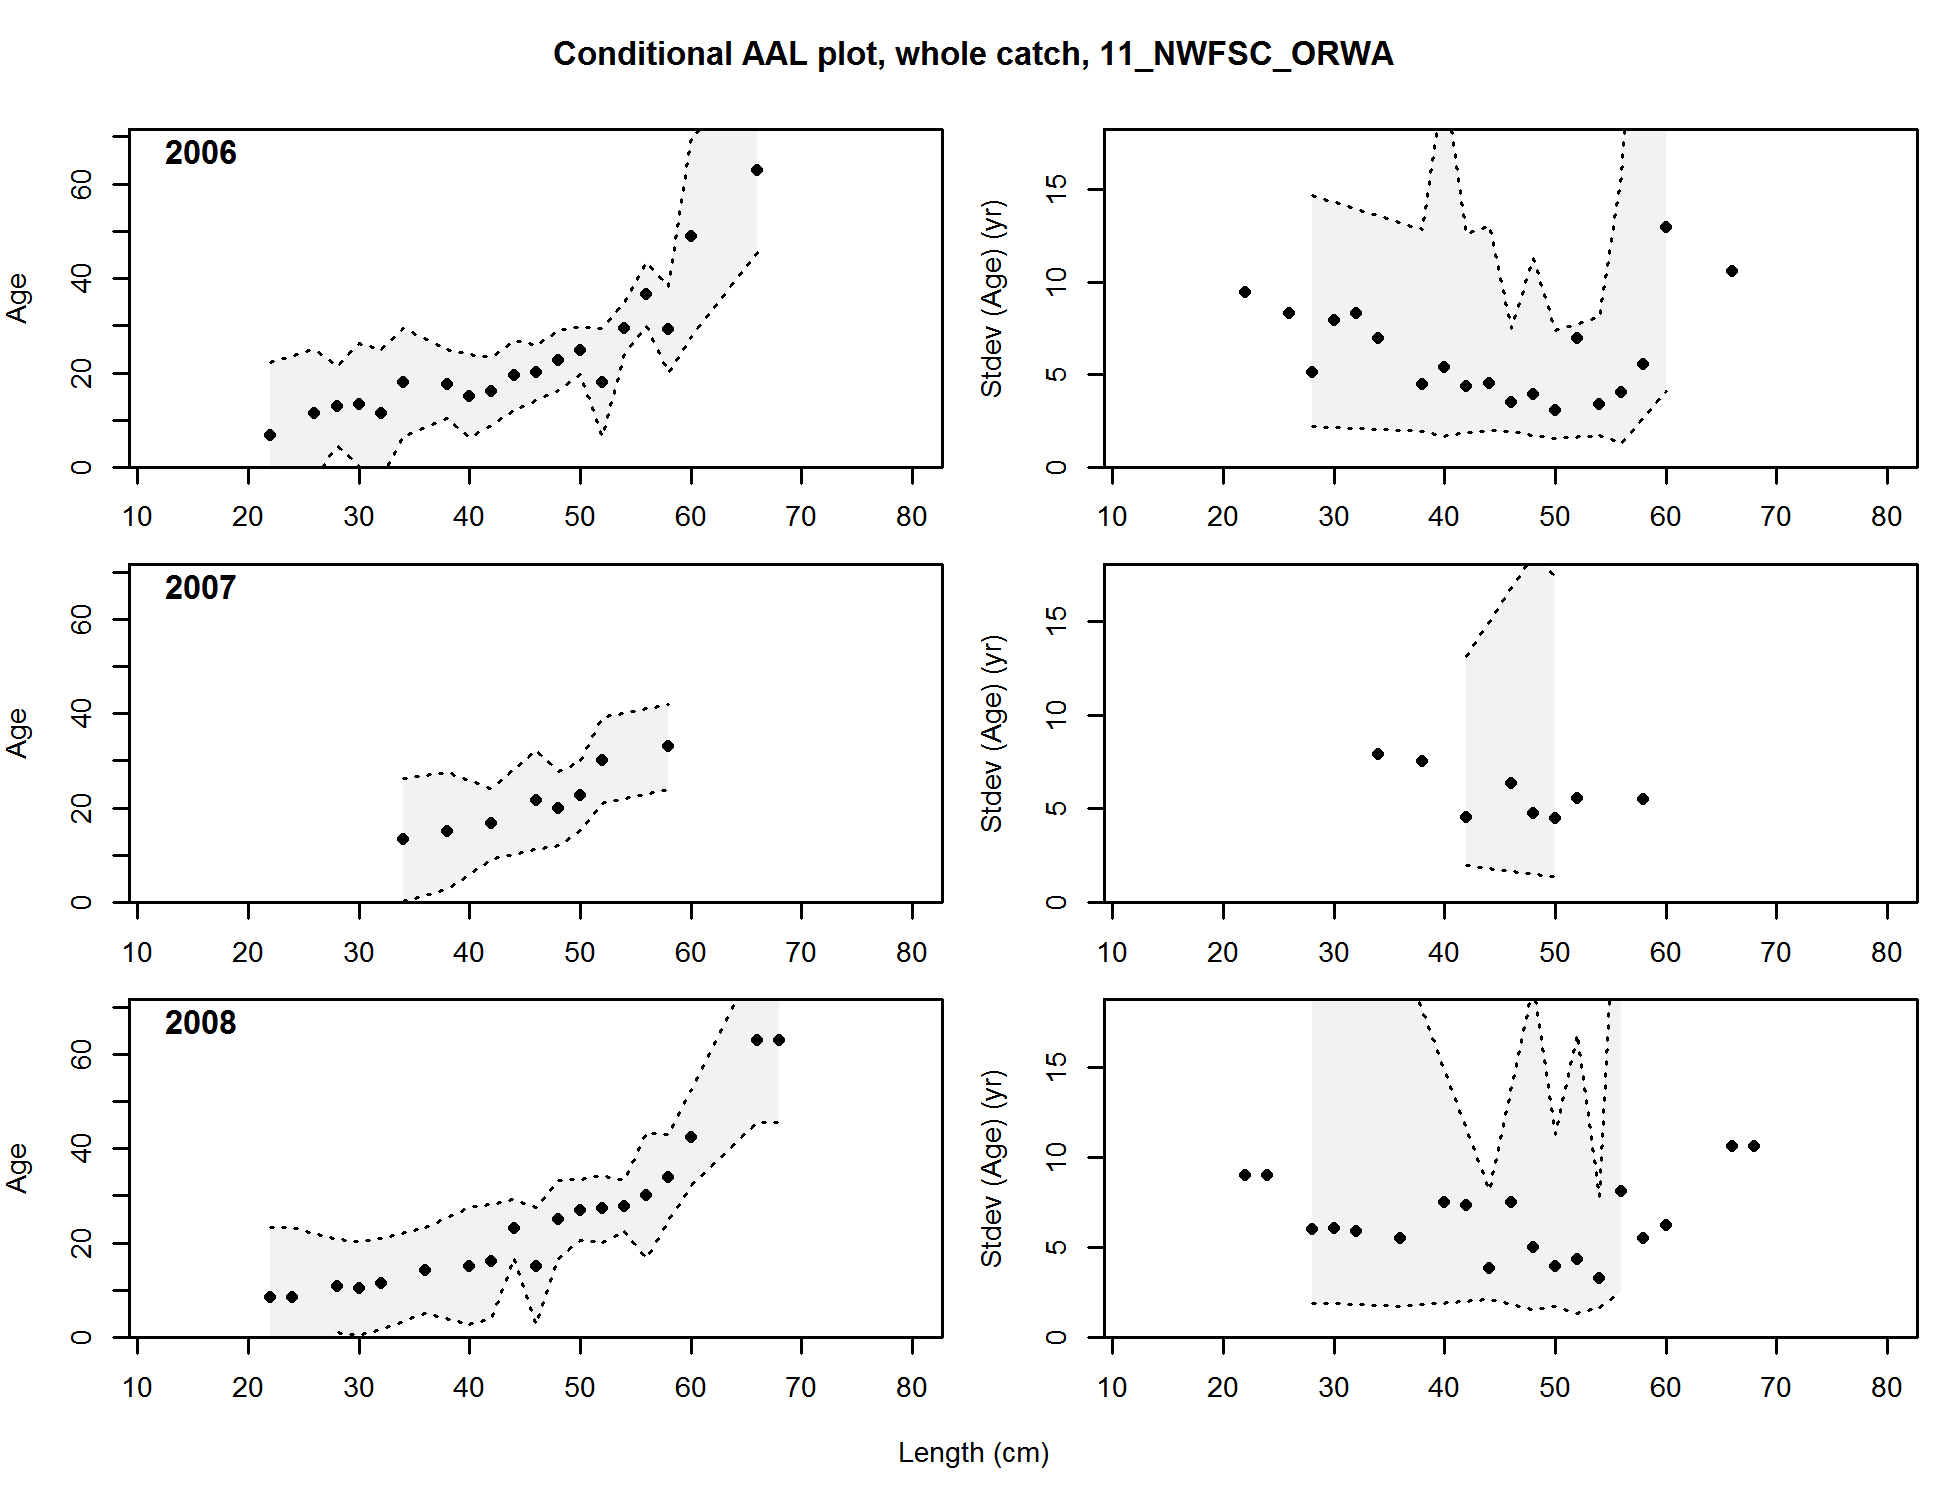 Conditional AAL plot, whole catch, 11_NWFSC_ORWA
2006
Age
0 20 40 60
10 20 30 40 50 60 70 80
Stdev (Age) (yr)
0 5 10 15
10 20 30 40 50 60 70 80
2007
Age
0 20 40 60
10 20 30 40 50 60 70 80
Stdev (Age) (yr)
0 5 10 15
10 20 30 40 50 60 70 80
2008
Age
0 20 40 60
10 20 30 40 50 60 70 80
Stdev (Age) (yr)
0 5 10 15
10 20 30 40 50 60 70 80
Length (cm)